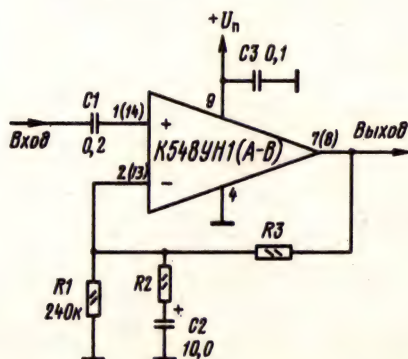 +Uп
C3 0,1
C1
1(14)
9
Выход
+
7(8)
Вход
0,2
К548УН1(А-В)
2(13)
-
4
R3
R1
240к
R2
+
C2
10,0